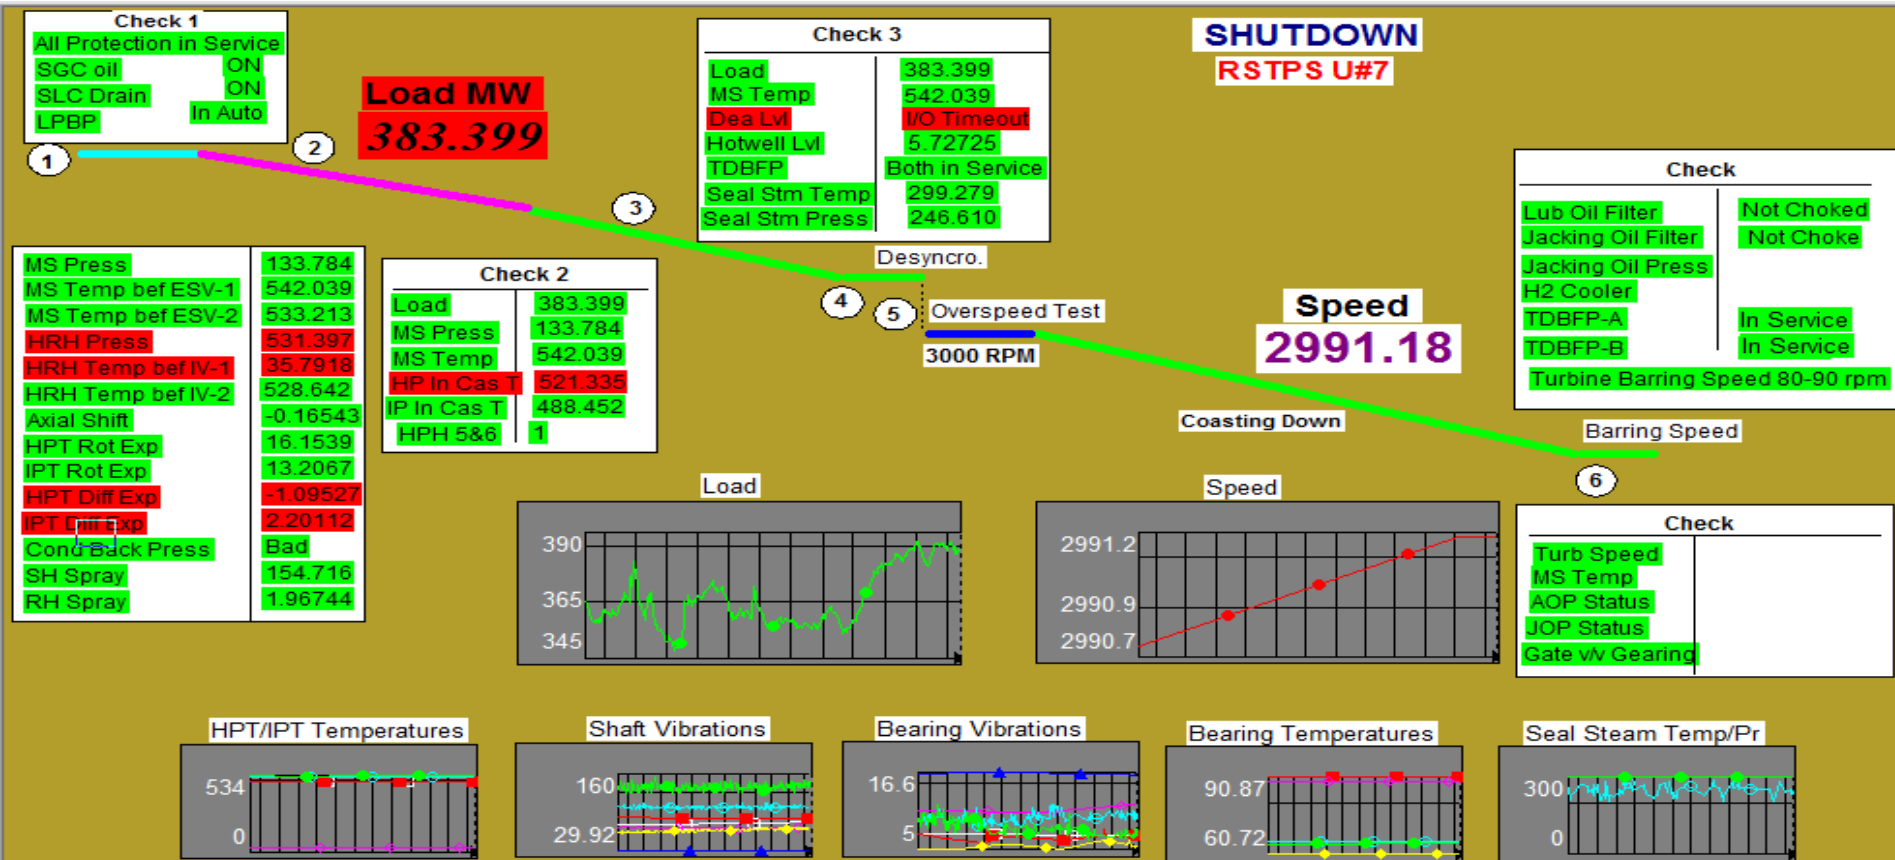 Check 1
All Protection in Service
SGC oil ON
SLC Drain ON
LPBP In Auto
Load MW
383.399
Check 3
Load 383.399
MS Temp 542.039
Dea Lvl I/O Timeout
Hotwell Lvl 5.72725
TDBFP Both in Service
Seal Stm Temp 299.279
Seal Stm Press 246.610
SHUTDOWN
RSTPS U#7
1
2
3
4
5
6
Desyncro.
Overspeed Test
3000 RPM
Speed
2991.18
Coasting Down
Barring Speed
Check
Lub Oil Filter Not Choked
Jacking Oil Filter Not Choke
Jacking Oil Press
H2 Cooler
TDBFP-A In Service
TDBFP-B In Service
Turbine Barring Speed 80-90 rpm
MS Press 133.784
MS Temp bef ESV-1 542.039
MS Temp bef ESV-2 533.213
HRH Press 531.397
HRH Temp bef IV-1 35.7918
HRH Temp bef IV-2 528.642
Axial Shift -0.16543
HPT Rot Exp 16.1539
IPT Rot Exp 13.2067
HPT Diff Exp -1.09527
IPT Diff Exp 2.20112
Cond Back Press Bad
SH Spray 154.716
RH Spray 1.96744
Check 2
Load 383.399
MS Press 133.784
MS Temp 542.039
HP In Cas T 521.335
IP In Cas T 488.452
HPH 5&6 1
Load
390
365
345
Speed
2991.2
2990.9
2990.7
Check
Turb Speed
MS Temp
AOP Status
JOP Status
Gate v/v Gearing
HPT/IPT Temperatures
534
0
Shaft Vibrations
160
29.92
Bearing Vibrations
16.6
5
Bearing Temperatures
90.87
60.72
Seal Steam Temp/Pr
300
0